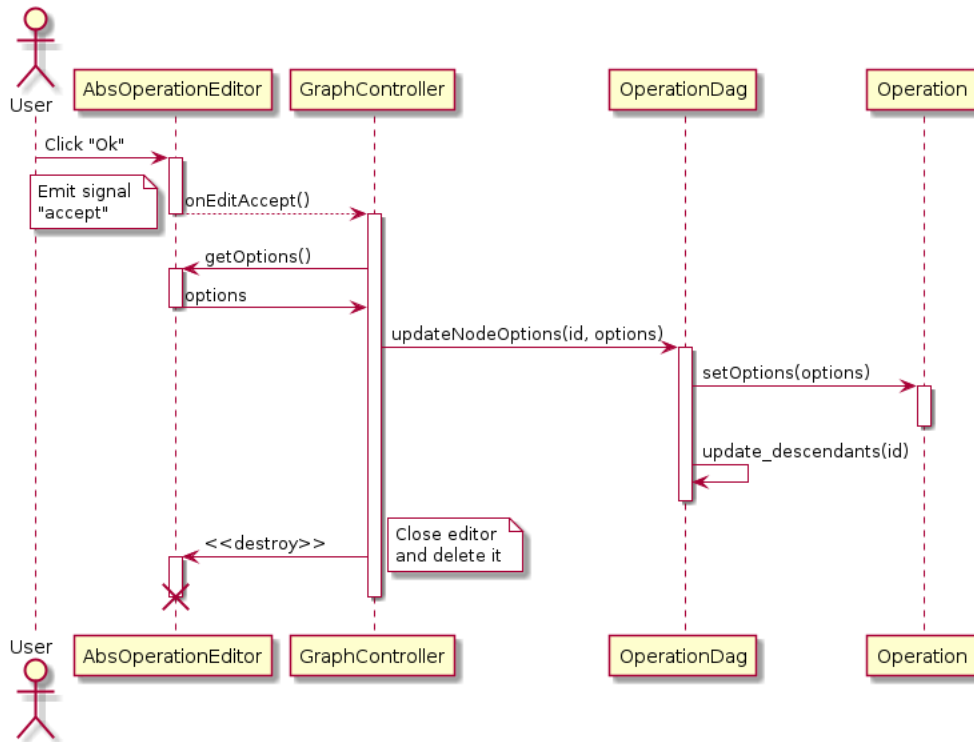 User
AbsOperationEditor
GraphController
OperationDag
Operation
Click "Ok"
Emit signal
"accept"
onEditAccept()
getOptions()
options
updateNodeOptions(id, options)
setOptions(options)
update_descendants(id)
Close editor
and delete it
<<destroy>>
User
AbsOperationEditor
GraphController
OperationDag
Operation